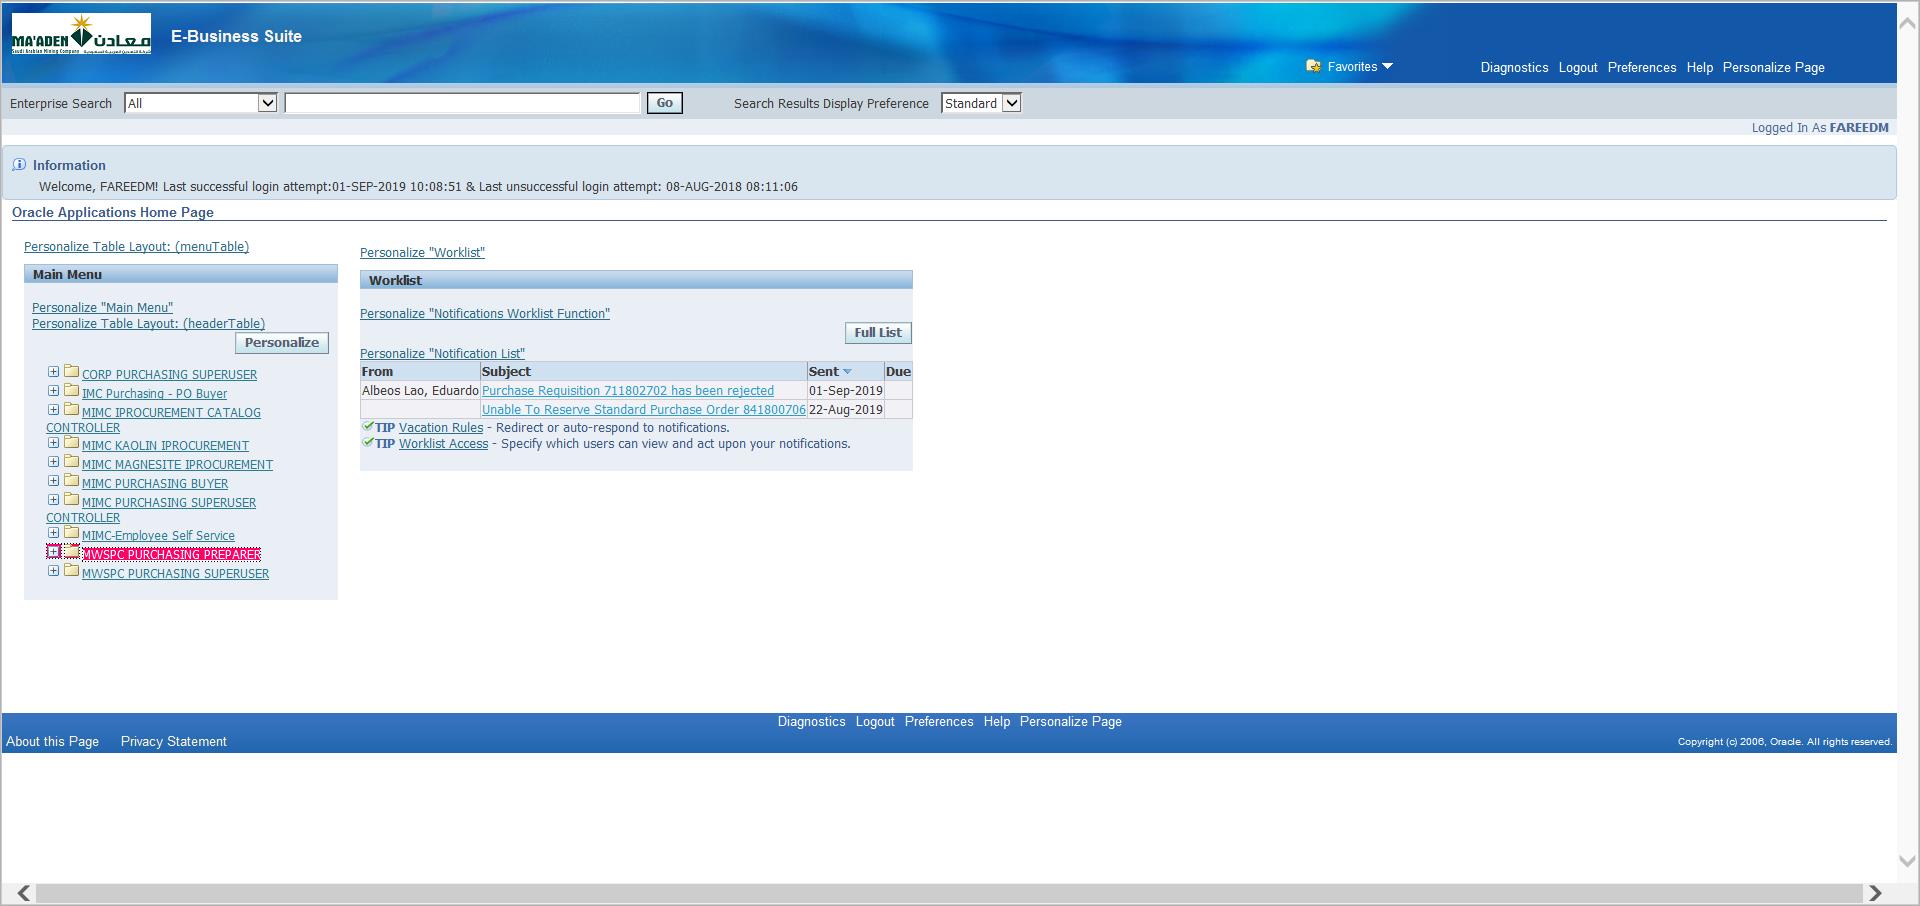 MA'ADEN معادن
Saudi Arabian Mining Company
E-Business Suite
Favorites
Diagnostics Logout Preferences Help Personalize Page
Enterprise Search All Go Search Results Display Preference Standard
Logged In As FAREEDM
Information
Welcome, FAREEDM! Last successful login attempt:01-SEP-2019 10:08:51 & Last unsuccessful login attempt: 08-AUG-2018 08:11:06
Oracle Applications Home Page
Personalize Table Layout: (menuTable)
Main Menu
Personalize "Main Menu"
Personalize Table Layout: (headerTable)
Personalize
CORP PURCHASING SUPERUSER
IMC Purchasing - PO Buyer
MIMC IPROCUREMENT CATALOG
CONTROLLER
MIMC KAOLIN IPROCUREMENT
MIMC MAGNESITE IPROCUREMENT
MIMC PURCHASING BUYER
MIMC PURCHASING SUPERUSER
CONTROLLER
MIMC-Employee Self Service
MWSPC PURCHASING PREPARER
MWSPC PURCHASING SUPERUSER
Personalize "Worklist"
Worklist
Personalize "Notifications Worklist Function"
Full List
Personalize "Notification List"
From Subject Sent Due
Albeos Lao, Eduardo Purchase Requisition 711802702 has been rejected 01-Sep-2019
Unable To Reserve Standard Purchase Order 841800706 22-Aug-2019
TIP Vacation Rules - Redirect or auto-respond to notifications.
TIP Worklist Access - Specify which users can view and act upon your notifications.
Diagnostics Logout Preferences Help Personalize Page
About this Page Privacy Statement
Copyright (c) 2006, Oracle. All rights reserved.